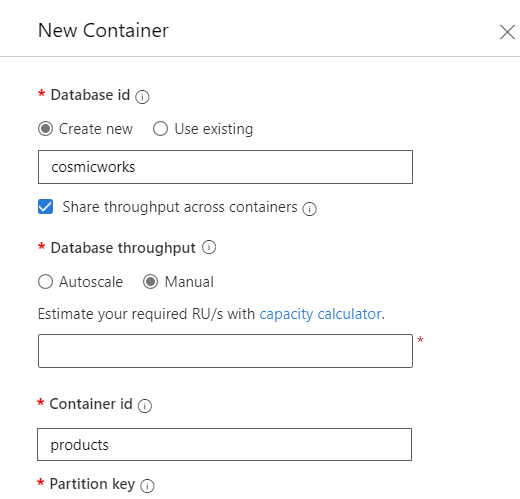 New Container
* Database id
Create new Use existing
cosmicworks
Share throughput across containers
* Database throughput
Autoscale Manual
Estimate your required RU/s with capacity calculator.
*
* Container id
products
* Partition key